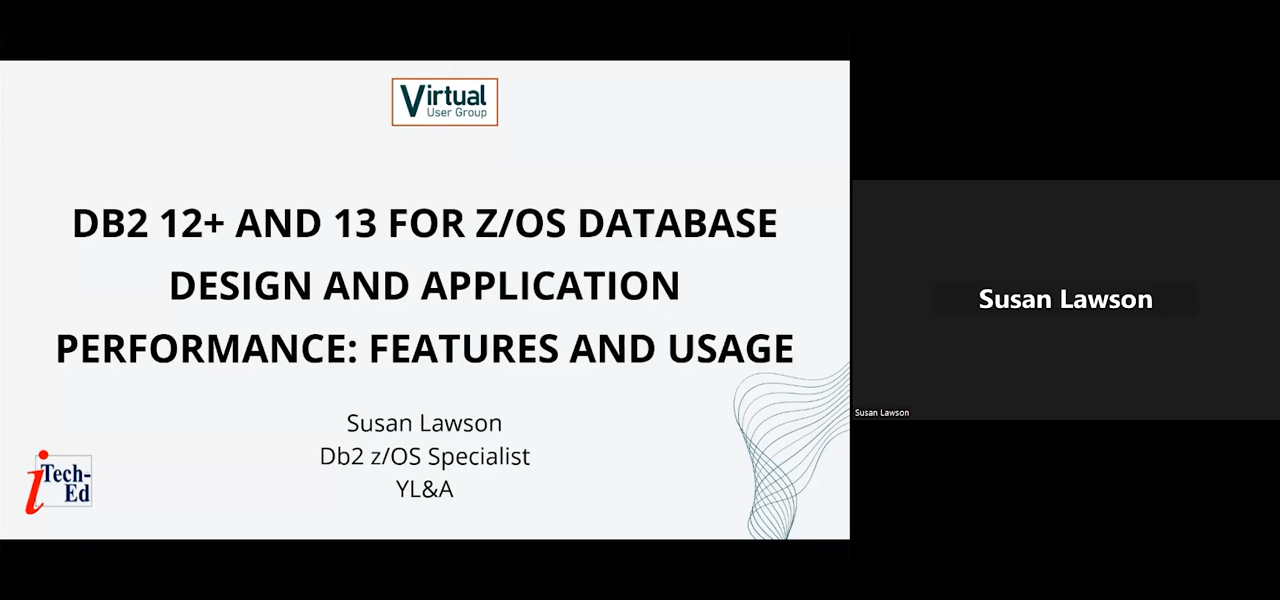 Virtual
User Group
DB2 12+ AND 13 FOR Z/OS DATABASE
DESIGN AND APPLICATION
PERFORMANCE: FEATURES AND USAGE
Susan Lawson
Db2 z/OS Specialist
YL&A
iTech-
Ed
Susan Lawson
Susan Lawson